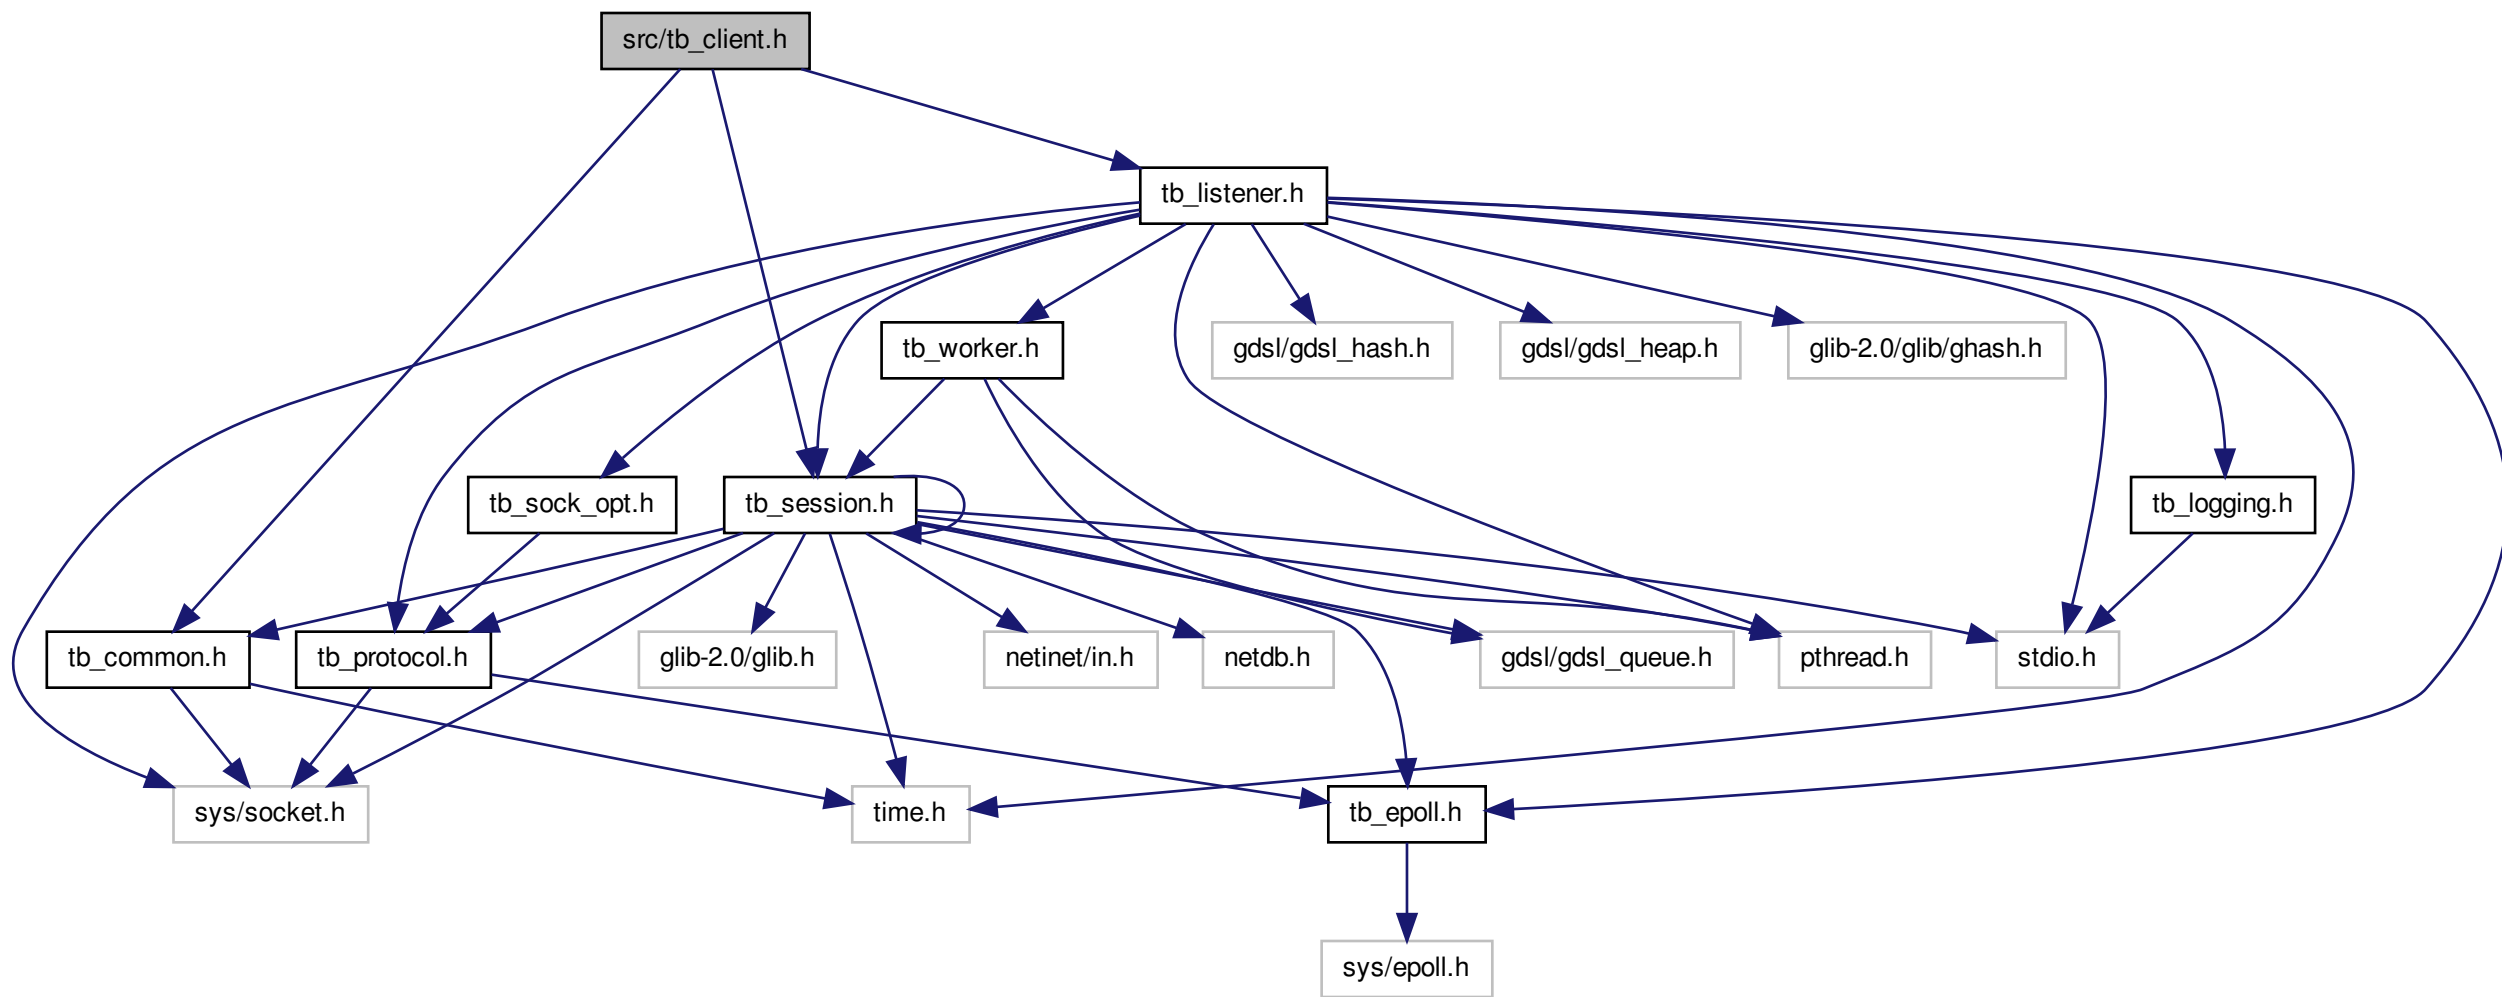 src/tb_client.h
tb_listener.h
tb_worker.h
gdsl/gdsl_hash.h
gdsl/gdsl_heap.h
glib-2.0/glib/ghash.h
tb_sock_opt.h
tb_session.h
tb_logging.h
tb_common.h
tb_protocol.h
glib-2.0/glib.h
netinet/in.h
netdb.h
gdsl/gdsl_queue.h
pthread.h
stdio.h
sys/socket.h
time.h
tb_epoll.h
sys/epoll.h